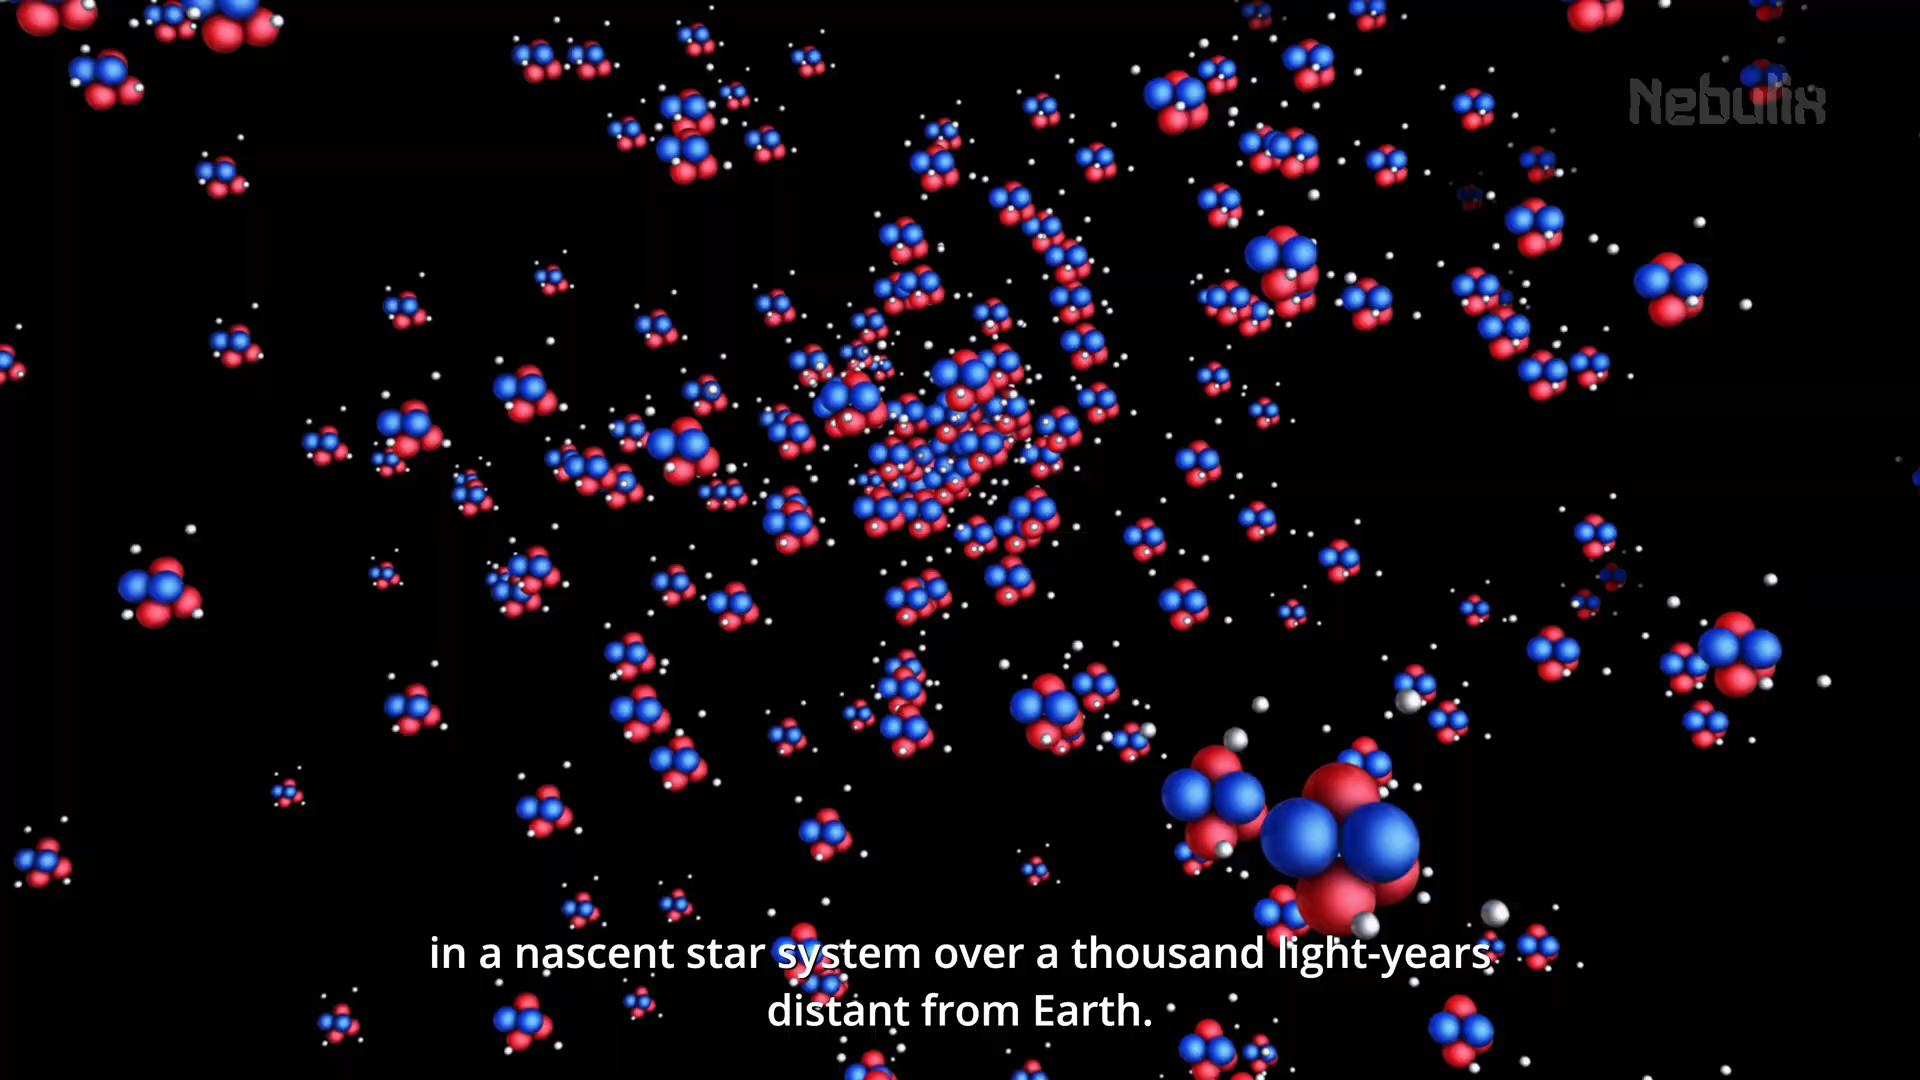 Nebulix
in a nascent star system over a thousand light-years
distant from Earth.